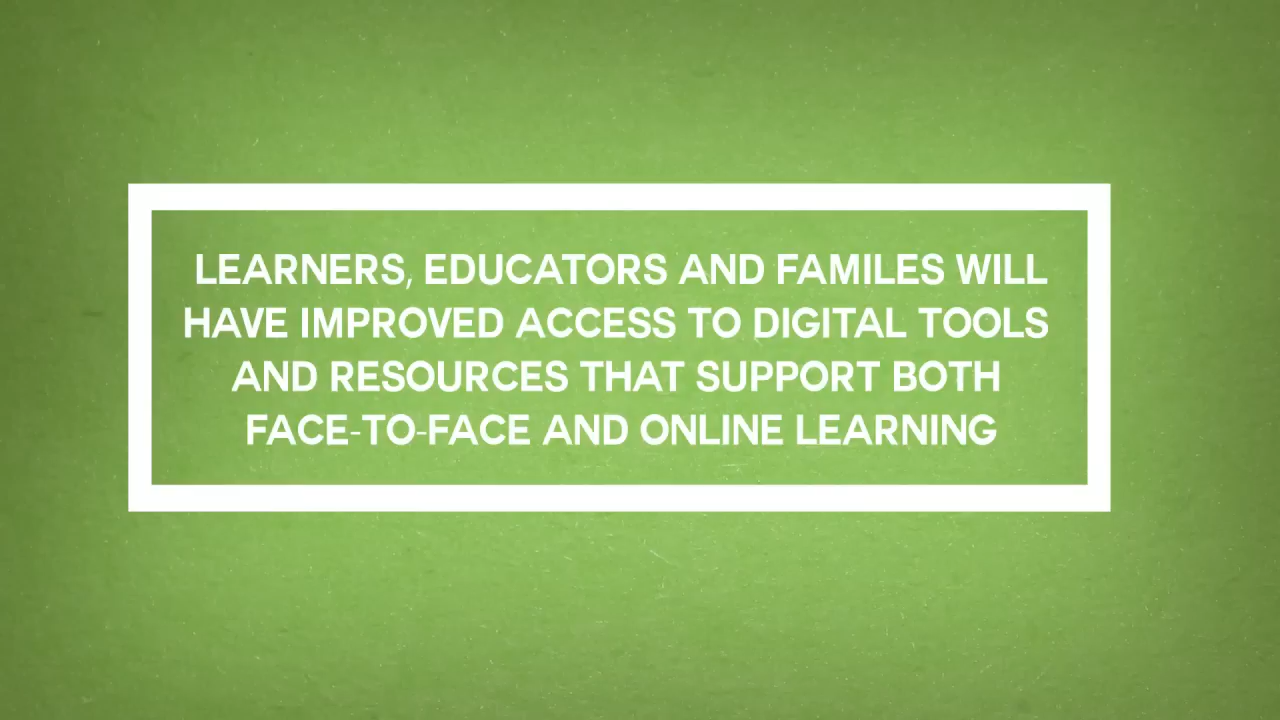 LEARNERS, EDUCATORS AND FAMILES WILL
HAVE IMPROVED ACCESS TO DIGITAL TOOLS
AND RESOURCES THAT SUPPORT BOTH
FACE-TO-FACE AND ONLINE LEARNING